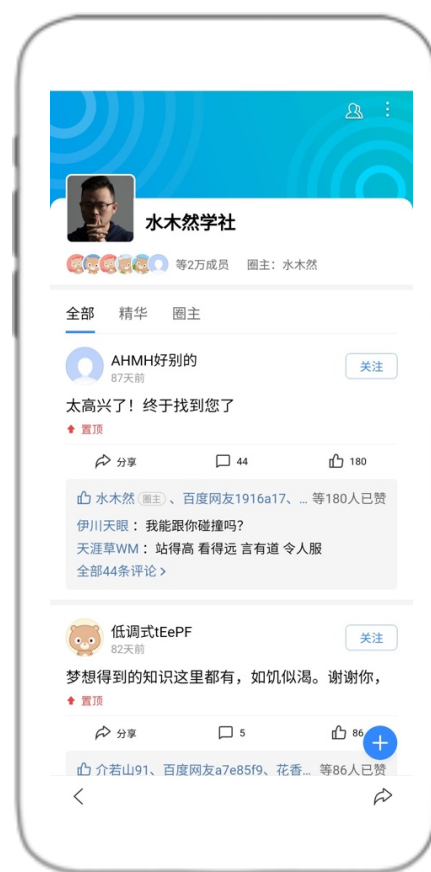 水木然学社
等2万成员 圈主：水木然
全部 精华 圈主
AHMH好别的
87天前
关注
太高兴了！终于找到您了
置顶
分享 44 180
水木然 圈主 、百度网友1916a17、... 等180人已赞
伊川天眼：我能跟你碰撞吗？
天涯草WM：站得高 看得远 言有道 令人服
全部44条评论>
低调式tEePF
82天前
关注
梦想得到的知识这里都有，如饥似渴。谢谢你，
置顶
分享 5 86
介若山91、百度网友a7e85f9、花香... 等86人已赞